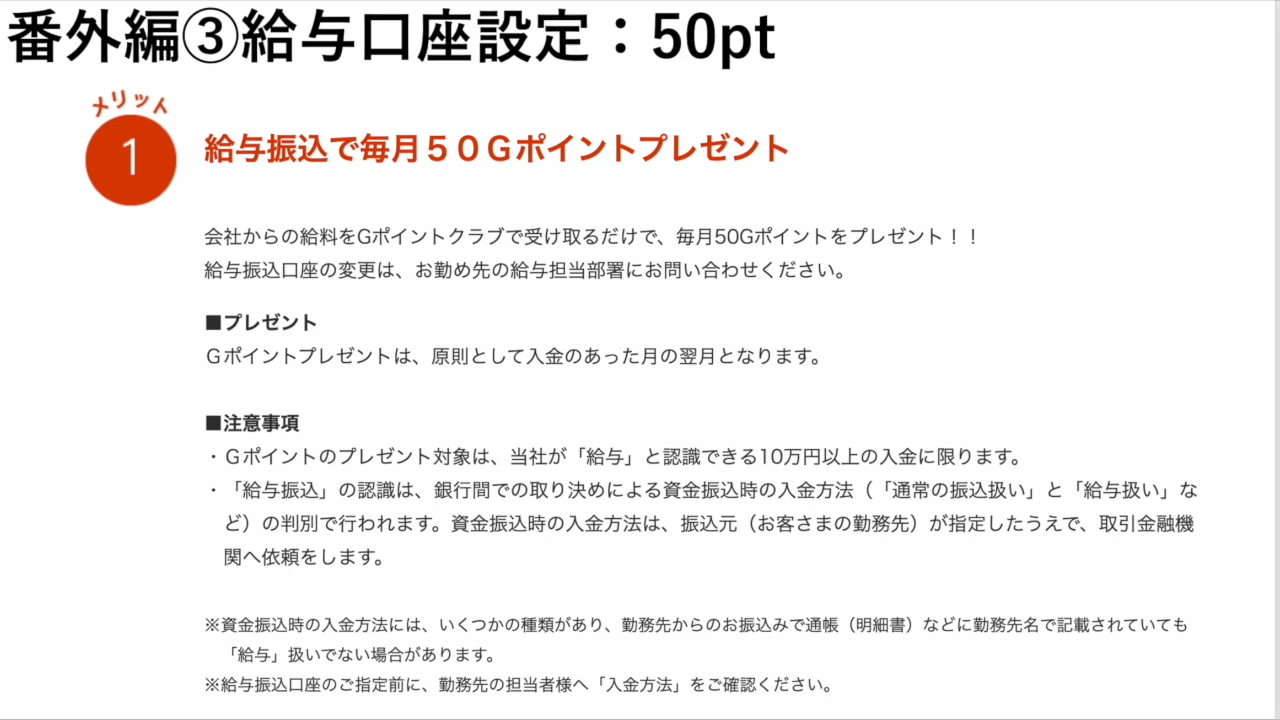 番外編③給与口座設定：50pt
メリット
1
給与振込で毎月５０Ｇポイントプレゼント
会社からの給料をGポイントクラブで受け取るだけで、毎月50Gポイントをプレゼント！！
給与振込口座の変更は、お勤め先の給与担当部署にお問い合わせください。
■プレゼント
Ｇポイントプレゼントは、原則として入金のあった月の翌月となります。
■注意事項
・Ｇポイントのプレゼント対象は、当社が「給与」と認識できる10万円以上の入金に限ります。
・「給与振込」の認識は、銀行間での取り決めによる資金振込時の入金方法（「通常の振込扱い」と「給与扱い」な
ど）の判別で行われます。資金振込時の入金方法は、振込元（お客さまの勤務先）が指定したうえで、取引金融機
関へ依頼をします。
※資金振込時の入金方法には、いくつかの種類があり、勤務先からのお振込みで通帳（明細書）などに勤務先名で記載されていても
「給与」扱いでない場合があります。
※給与振込口座のご指定前に、勤務先の担当者様へ「入金方法」をご確認ください。